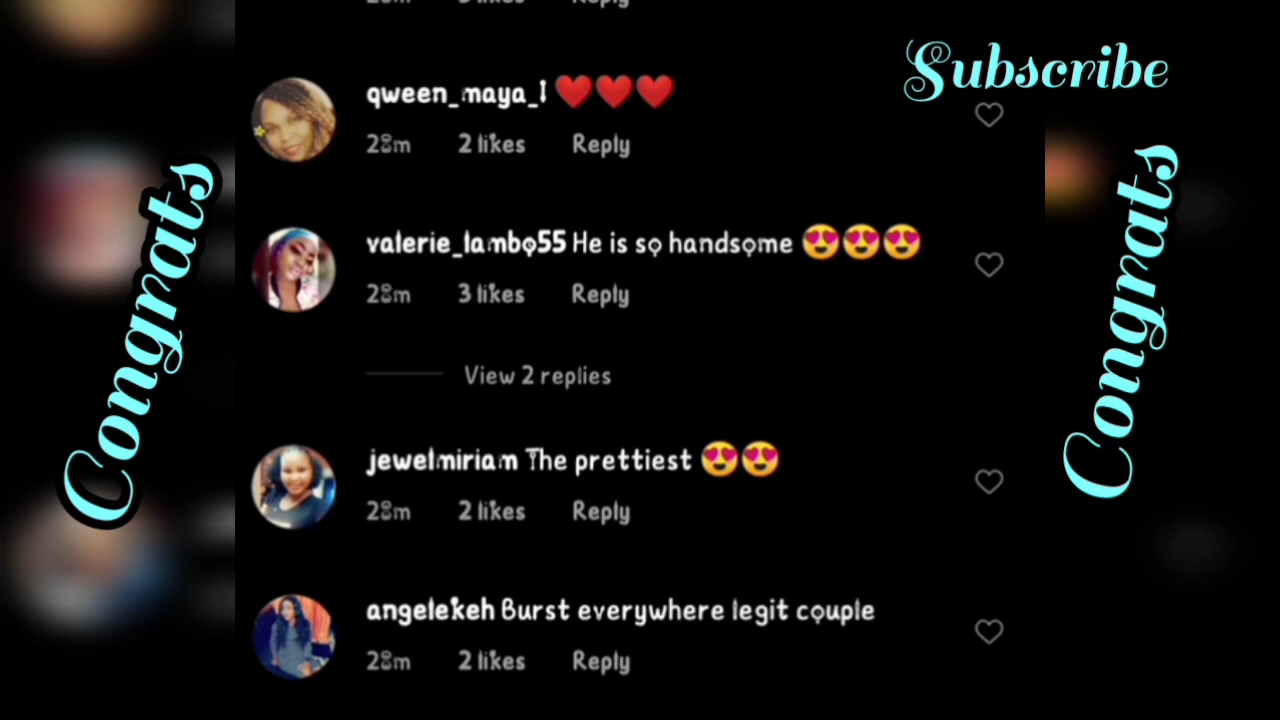 Subscribe
qween_maya_1 ❤️❤️❤️
28m 2 likes Reply
valerie_lambo55 He is so handsome 😍😍😍
28m 3 likes Reply
View 2 replies
jewelmiriam The prettiest 😍😍
28m 2 likes Reply
angelekeh Burst everywhere legit couple
28m 2 likes Reply
Congrats
Congrats